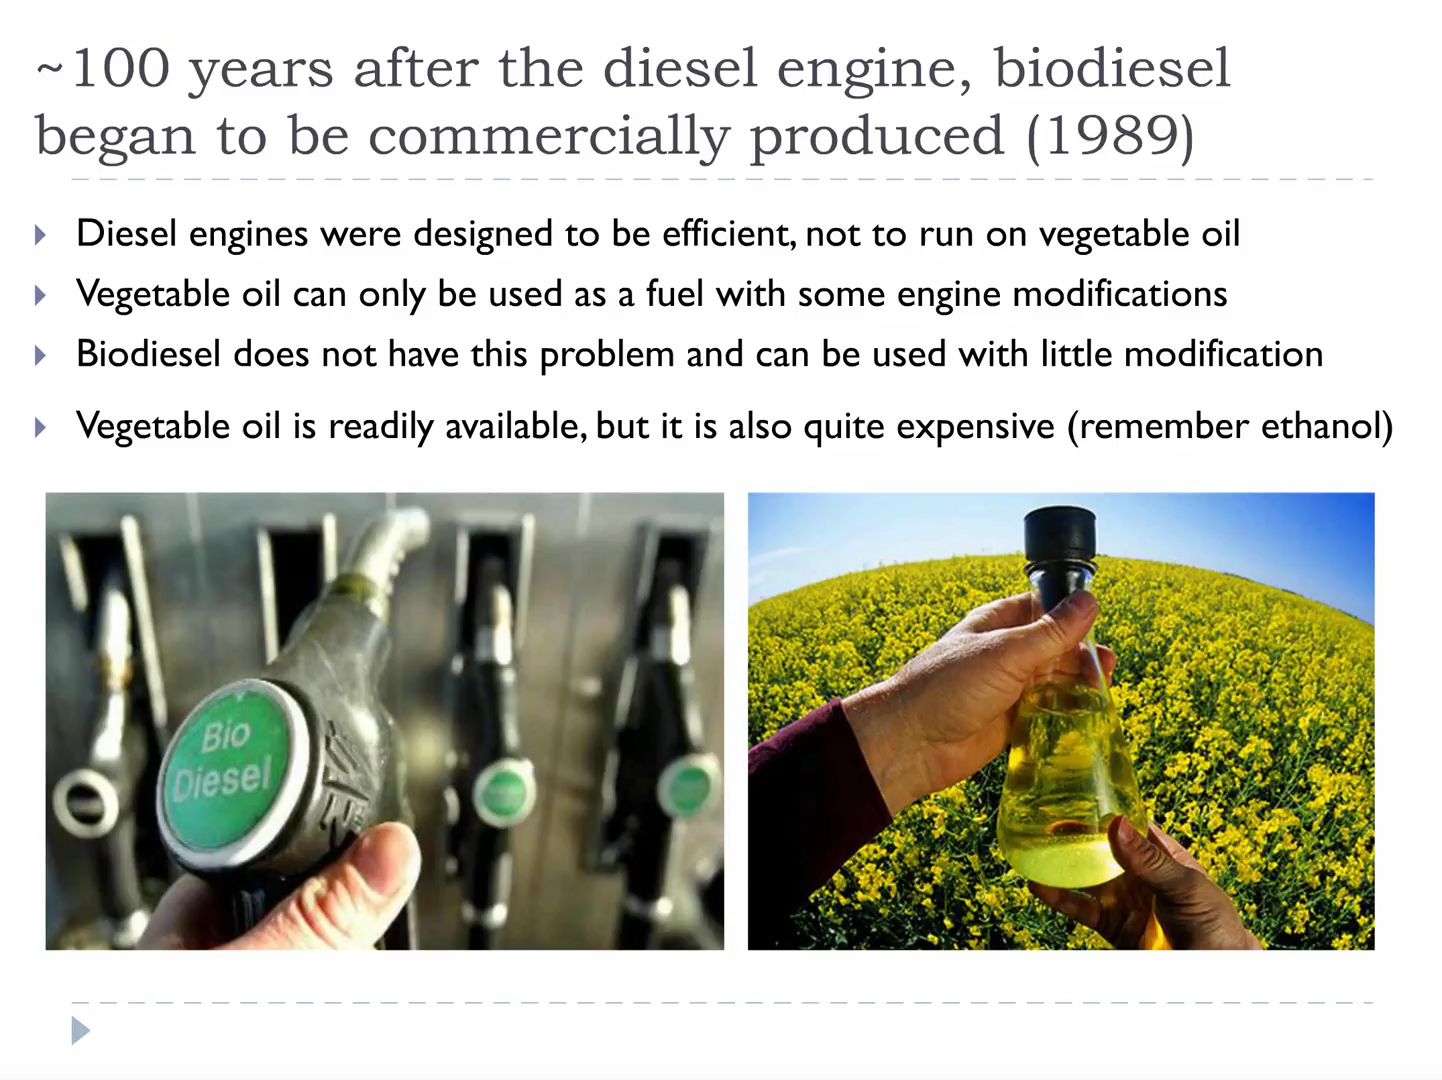 ~100 years after the diesel engine, biodiesel
began to be commercially produced (1989)
Diesel engines were designed to be efficient, not to run on vegetable oil
Vegetable oil can only be used as a fuel with some engine modifications
Biodiesel does not have this problem and can be used with little modification
Vegetable oil is readily available, but it is also quite expensive (remember ethanol)
Bio
Diesel